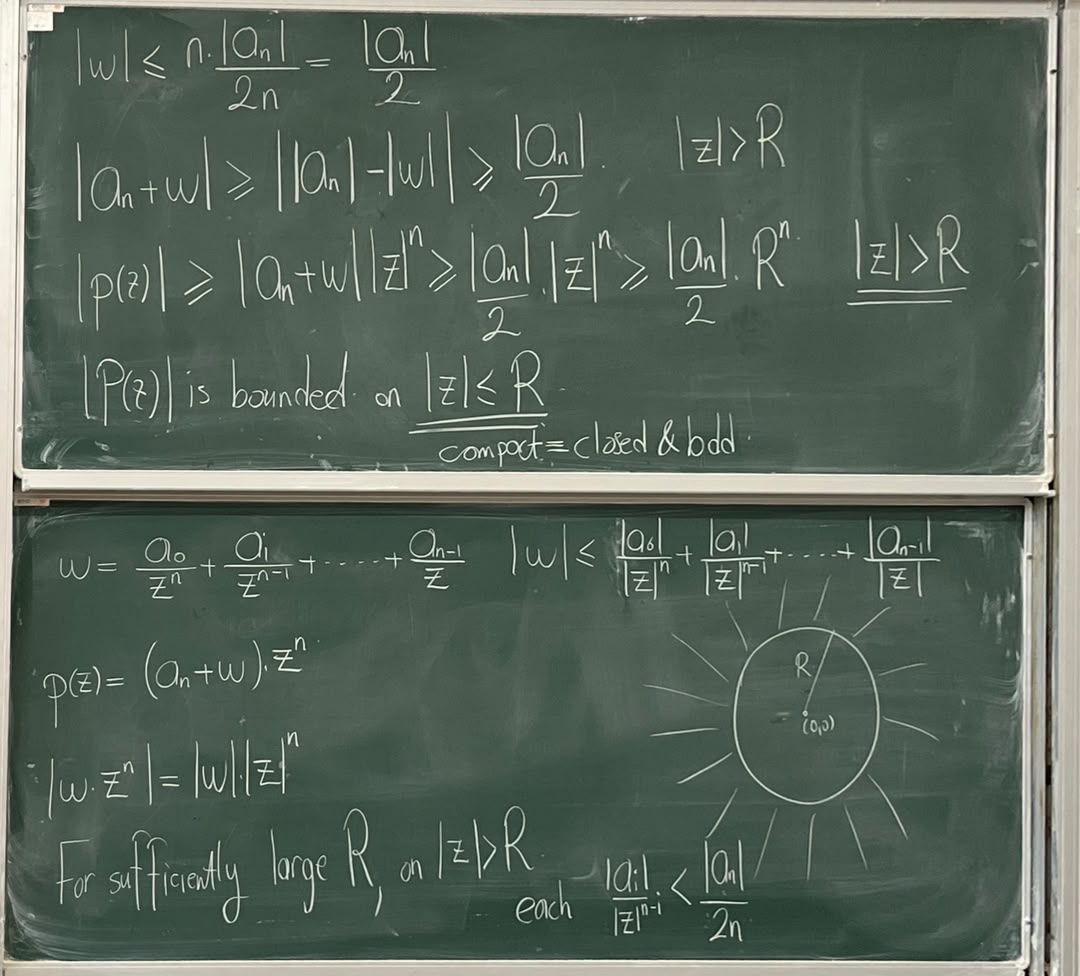 |w| ≤ n·|aₙ|/2n = |aₙ|/2
|aₙ+w| ≥ ||aₙ|-|w|| ≥ |aₙ|/2. |z|>R
|p(z)| ≥ |aₙ+w||z|ⁿ ≥ |aₙ|/2·|z|ⁿ ≥ |aₙ|/2·Rⁿ. |z|>R
|P(z)| is bounded on |z| ≤ R.
compact = closed & bdd.
w = a₀/zⁿ + a₁/zⁿ⁻¹ + ...... + aₙ₋₁/z |w| ≤ |a₀|/|z|ⁿ + |a₁|/|z|ⁿ⁻¹ + ...... + |aₙ₋₁|/|z|
p(z) = (aₙ+w)·zⁿ
R
(0,0)
|w·zⁿ| = |w|·|z|ⁿ
For sufficiently large R, on |z|>R.
each |aᵢ|/|z|ⁿ⁻ⁱ < |aₙ|/2n